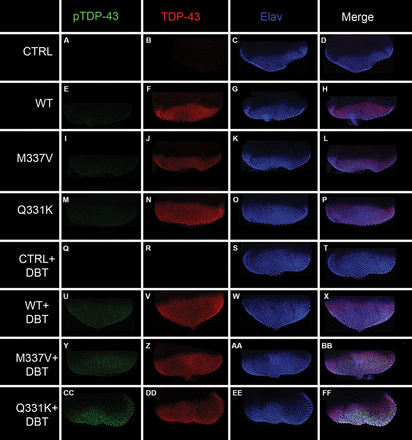 pTDP-43 TDP-43 Elav Merge
CTRL A B C D
WT E F G H
M337V I J K L
Q331K M N O P
CTRL+ DBT Q R S T
WT+ DBT U V W X
M337V+ DBT Y Z AA BB
Q331K+ DBT CC DD EE FF